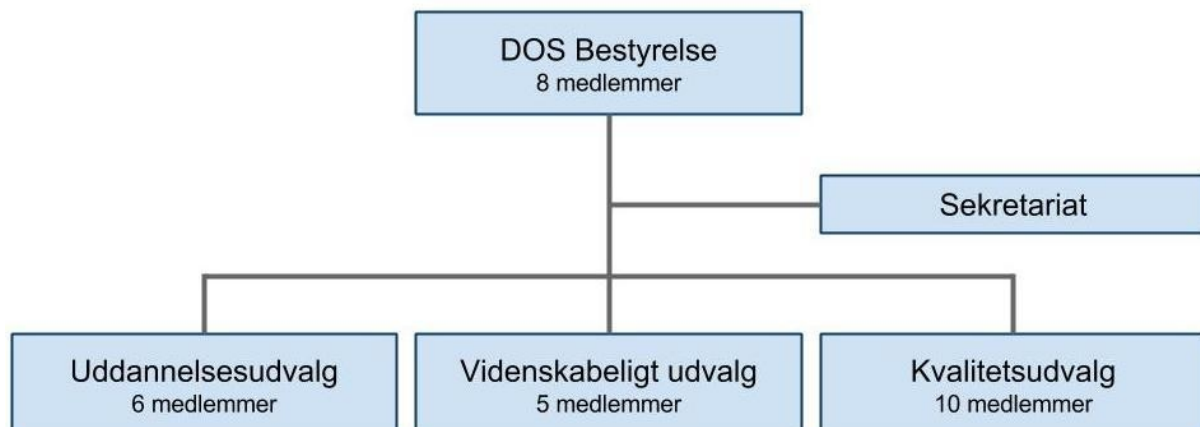 DOS Bestyrelse
8 medlemmer
Sekretariat
Uddannelsesudvalg
6 medlemmer
Videnskabeligt udvalg
5 medlemmer
Kvalitetsudvalg
10 medlemmer